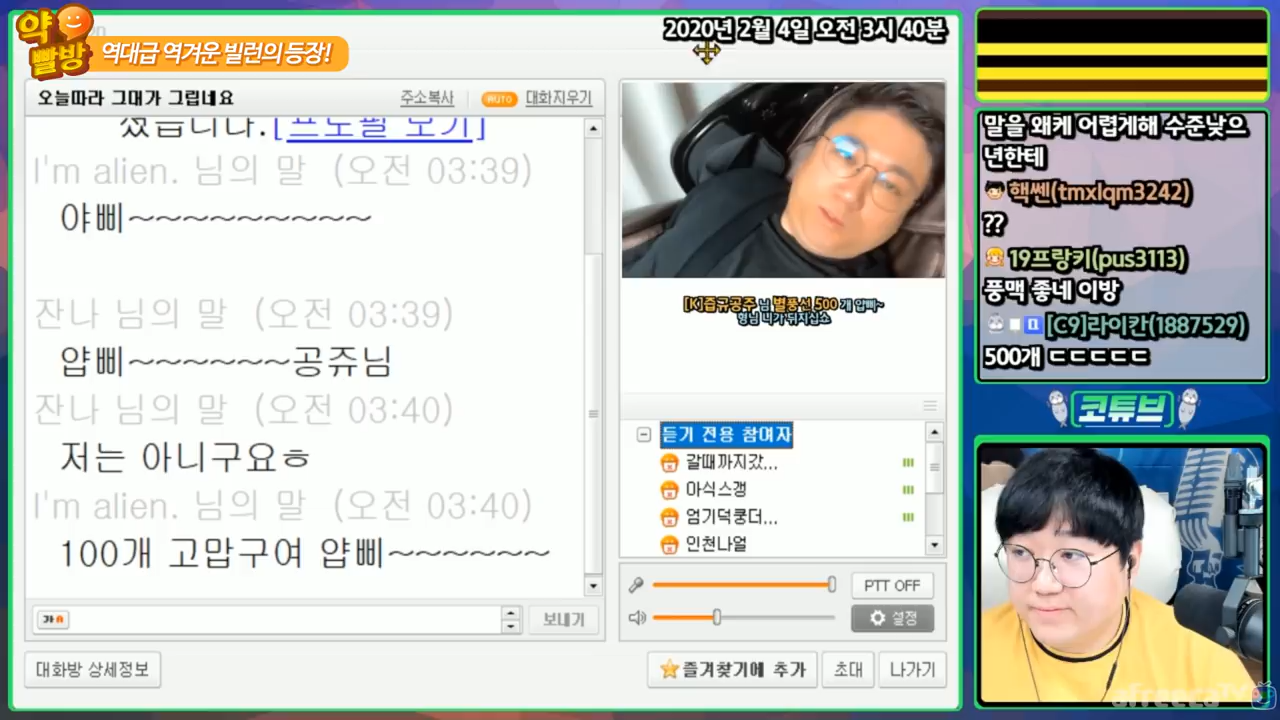 약빨방
역대급 역겨운 빌런의 등장!
2020년 2월 4일 오전 3시 40분
오늘따라 그대가 그립네요
주소복사
AUTO
대화지우기
[프로필 보기]
I'm alien. 님의 말 (오전 03:39)
야삐~~~~~~~~~
잔나 님의 말 (오전 03:39)
얍삐~~~~~~공쥬님
잔나 님의 말 (오전 03:40)
저는 아니구요ㅎ
I'm alien. 님의 말 (오전 03:40)
100개 고맙구여 얍삐~~~~~~
가
보내기
대화방 상세정보
[K]즙규공주 님 별풍선 500 개 얍빠~
형님 니가 뒤지십쇼
듣기 전용 참여자
갈때까지갔...
아식스갱
엄기덕쿵더...
인천나얼
PTT OFF
설정
즐겨찾기에 추가
초대
나가기
말을 왜케 어렵게해 수준낮으
년한테
핵쎈(tmxlqm3242)
??
19프랑키(pus3113)
풍맥 좋네 이방
[C9]라이칸(1887529)
500개 ㄷㄷㄷㄷㄷ
코튜브
afreecaTV